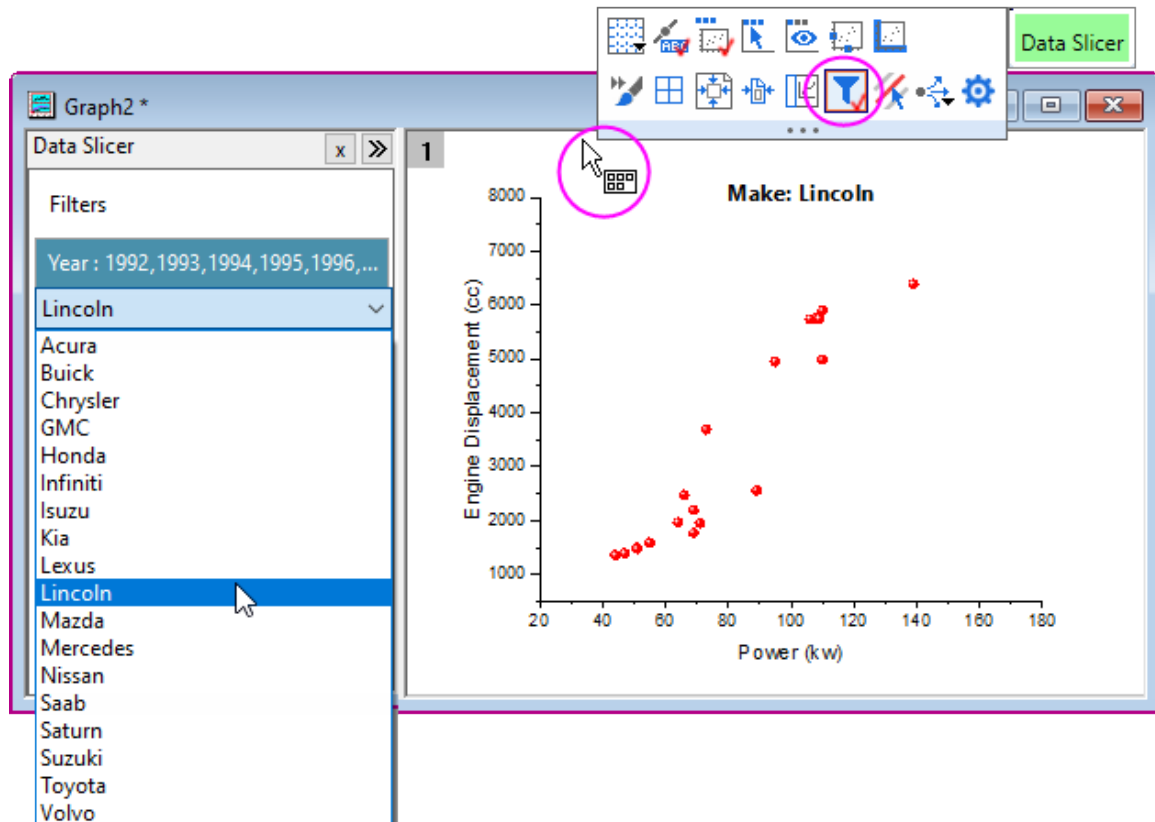 ABC
Data Slicer
Graph2 *
Data Slicer
x
1
Filters
Year : 1992,1993,1994,1995,1996,...
Lincoln
Acura
Buick
Chrysler
GMC
Honda
Infiniti
Isuzu
Kia
Lexus
Lincoln
Mazda
Mercedes
Nissan
Saab
Saturn
Suzuki
Toyota
Volvo
Make: Lincoln
8000
7000
6000
5000
4000
3000
2000
1000
Engine Displacement (cc)
20 40 60 80 100 120 140 160 180
Power (kw)